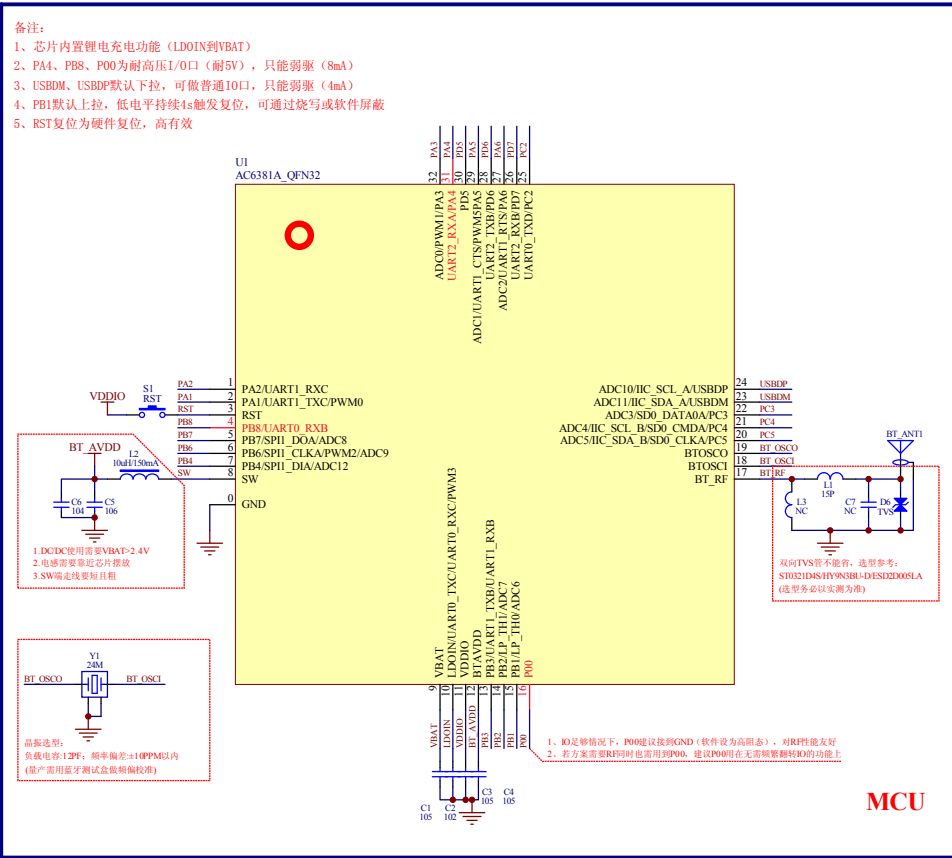 备注:
1、芯片内置锂电充电功能（LDOIN到VBAT）
2、PA4、PB8、P00为耐高压I/O口（耐5V），只能弱驱（8mA）
3、USBDM、USBDP默认下拉，可做普通IO口，只能弱驱（4mA）
4、PB1默认上拉，低电平持续4s触发复位，可通过烧写或软件屏蔽
5、RST复位为硬件复位，高有效
U1
AC6381A_QFN32
PA3
PA4
PD5
PA5
PD6
PA6
PD7
PC2
32
31
30
29
28
27
26
25
ADC0/PWM1/PA3
UART2_RXA/PA4
PD5
ADC1/UART1_CTS/PWM5PA5
UART2_TXB/PD6
ADC2/UART1_RTS/PA6
UART2_RXB/PD7
UART0_TXD/PC2
VDDIO
S1
RST
PA2 1 PA2/UART1_RXC
PA1 2 PA1/UART1_TXC/PWM0
RST 3 RST
PB8 4 PB8/UART0_RXB
PB7 5 PB7/SPI1_DOA/ADC8
PB6 6 PB6/SPI1_CLKA/PWM2/ADC9
PB4 7 PB4/SPI1_DIA/ADC12
SW 8 SW
0 GND
ADC10/IIC_SCL_A/USBDP 24 USBDP
ADC11/IIC_SDA_A/USBDM 23 USBDM
ADC3/SD0_DATA0A/PC3 22 PC3
ADC4/IIC_SCL_B/SD0_CMDA/PC4 21 PC4
ADC5/IIC_SDA_B/SD0_CLKA/PC5 20 PC5
BTOSCO 19 BT_OSCO
BTOSCI 18 BT_OSCI
BT_RF 17 BT_RF
BT_AVDD
L2
10uH/150mA
C6
104
C5
106
1.DC/DC使用需要VBAT>2.4V
2.电感需要靠近芯片摆放
3.SW端走线要短且粗
BT_ANT1
L1
15P
L3
NC
C7
NC
D6
TVS
双向TVS管不能省，选型参考:
ST0321D4S/HY9N3BU-D/ESD2D005LA
(选型务必以实测为准)
Y1
24M
BT_OSCO
BT_OSCI
晶振选型:
负载电容:12PF；频率偏差:±10PPM以内
(量产需用蓝牙测试盒做频偏校准)
VBAT
LDOIN/UART0_TXC/UART0_RXC/PWM3
VDDIO
BTAVDD
PB3/UART1_TXB/UART1_RXB
PB2/LP_TH1/ADC7
PB1/LP_TH0/ADC6
P00
9
10
11
12
13
14
15
16
VBAT
LDOIN
VDDIO
BT_AVDD
PB3
PB2
PB1
P00
C1
105
C2
102
C3
105
C4
105
1、IO足够情况下，P00建议接到GND（软件设为高阻态），对RF性能友好
2、若方案需要RF同时也需用到P00，建议P00用在无需频繁翻转IO的功能上
MCU